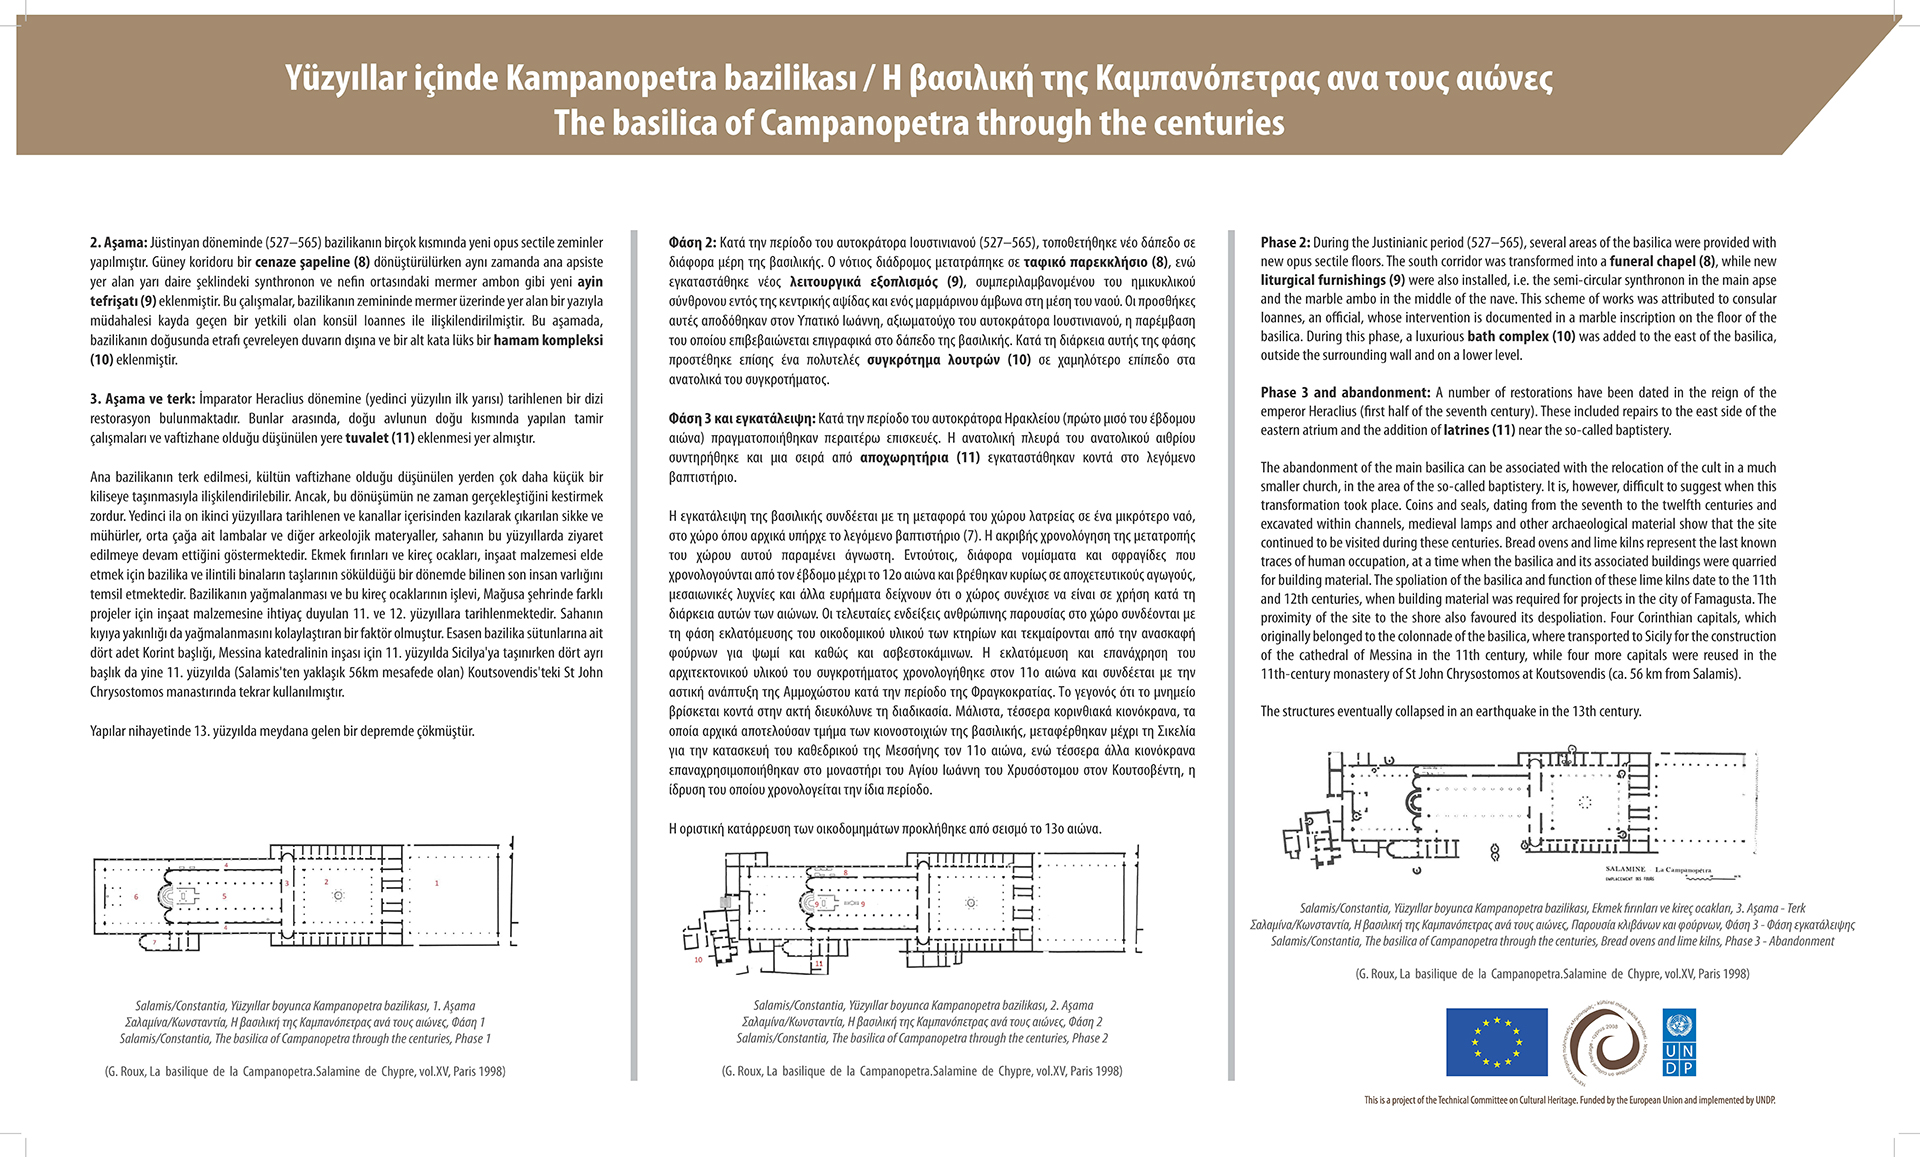 Yüzyıllar içinde Kampanopetra bazilikası / Η βασιλική της Καμπανόπετρας ανα τους αιώνες
The basilica of Campanopetra through the centuries
2. Aşama: Jüstinyan döneminde (527–565) bazilikanın birçok kısmında yeni opus sectile zeminler
yapılmıştır. Güney koridoru bir cenaze şapeline (8) dönüştürülürken aynı zamanda ana apsiste
yer alan yarı daire şeklindeki synthronon ve nefin ortasındaki mermer ambon gibi yeni ayin
tefrişatı (9) eklenmiştir. Bu çalışmalar, bazilikanın zemininde mermer üzerinde yer alan bir yazıyla
müdahalesi kayda geçen bir yetkili olan konsül Ioannes ile ilişkilendirilmiştir. Bu aşamada,
bazilikanın doğusunda etrafı çevreleyen duvarın dışına ve bir alt kata lüks bir hamam kompleksi
(10) eklenmiştir.
3. Aşama ve terk: İmparator Heraclius dönemine (yedinci yüzyılın ilk yarısı) tarihlenen bir dizi
restorasyon bulunmaktadır. Bunlar arasında, doğu avlunun doğu kısmında yapılan tamir
çalışmaları ve vaftizhane olduğu düşünülen yere tuvalet (11) eklenmesi yer almıştır.
Ana bazilikanın terk edilmesi, kültün vaftizhane olduğu düşünülen yerden çok daha küçük bir
kiliseye taşınmasıyla ilişkilendirilebilir. Ancak, bu dönüşümün ne zaman gerçekleştiğini kestirmek
zordur. Yedinci ila on ikinci yüzyıllara tarihlenen ve kanallar içerisinden kazılarak çıkarılan sikke ve
mühürler, orta çağa ait lambalar ve diğer arkeolojik materyaller, sahanın bu yüzyıllarda ziyaret
edilmeye devam ettiğini göstermektedir. Ekmek fırınları ve kireç ocakları, inşaat malzemesi elde
etmek için bazilika ve ilintili binaların taşlarının söküldüğü bir dönemde bilinen son insan varlığını
temsil etmektedir. Bazilikanın yağmalanması ve bu kireç ocaklarının işlevi, Mağusa şehrinde farklı
projeler için inşaat malzemesine ihtiyaç duyulan 11. ve 12. yüzyıllara tarihlenmektedir. Sahanın
kıyıya yakınlığı da yağmalanmasını kolaylaştıran bir faktör olmuştur. Esasen bazilika sütunlarına ait
dört adet Korint başlığı, Messina katedralinin inşası için 11. yüzyılda Sicilya'ya taşınırken dört ayrı
başlık da yine 11. yüzyılda (Salamis'ten yaklaşık 56km mesafede olan) Koutsovendis'teki St John
Chrysostomos manastırında tekrar kullanılmıştır.
Yapılar nihayetinde 13. yüzyılda meydana gelen bir depremde çökmüştür.
4
6
5
3
2
1
4
7
Salamis/Constantia, Yüzyıllar boyunca Kampanopetra bazilikası, 1. Aşama
Σαλαμίνα/Κωνσταντία, Η βασιλική της Καμπανόπετρας ανά τους αιώνες, Φάση 1
Salamis/Constantia, The basilica of Campanopetra through the centuries, Phase 1
(G. Roux, La basilique de la Campanopetra.Salamine de Chypre, vol.XV, Paris 1998)
Φάση 2: Κατά την περίοδο του αυτοκράτορα Ιουστινιανού (527–565), τοποθετήθηκε νέο δάπεδο σε
διάφορα μέρη της βασιλικής. Ο νότιος διάδρομος μετατράπηκε σε ταφικό παρεκκλήσιο (8), ενώ
εγκαταστάθηκε νέος λειτουργικά εξοπλισμός (9), συμπεριλαμβανομένου του ημικυκλικού
σύνθρονου εντός της κεντρικής αψίδας και ενός μαρμάρινου άμβωνα στη μέση του ναού. Οι προσθήκες
αυτές αποδόθηκαν στον Υπατικό Ιωάννη, αξιωματούχο του αυτοκράτορα Ιουστινιανού, η παρέμβαση
του οποίου επιβεβαιώνεται επιγραφικά στο δάπεδο της βασιλικής. Κατά τη διάρκεια αυτής της φάσης
προστέθηκε επίσης ένα πολυτελές συγκρότημα λουτρών (10) σε χαμηλότερο επίπεδο στα
ανατολικά του συγκροτήματος.
Φάση 3 και εγκατάλειψη: Κατά την περίοδο του αυτοκράτορα Ηρακλείου (πρώτο μισό του έβδομου
αιώνα) πραγματοποιήθηκαν περαιτέρω επισκευές. Η ανατολική πλευρά του ανατολικού αιθρίου
συντηρήθηκε και μια σειρά από αποχωρητήρια (11) εγκαταστάθηκαν κοντά στο λεγόμενο
βαπτιστήριο.
Η εγκατάλειψη της βασιλικής συνδέεται με τη μεταφορά του χώρου λατρείας σε ένα μικρότερο ναό,
στο χώρο όπου αρχικά υπήρχε το λεγόμενο βαπτιστήριο (7). Η ακριβής χρονολόγηση της μετατροπής
του χώρου αυτού παραμένει άγνωστη. Εντούτοις, διάφορα νομίσματα και σφραγίδες που
χρονολογούνται από τον έβδομο μέχρι το 12ο αιώνα και βρέθηκαν κυρίως σε αποχετευτικούς αγωγούς,
μεσαιωνικές λυχνίες και άλλα ευρήματα δείχνουν ότι ο χώρος συνέχισε να είναι σε χρήση κατά τη
διάρκεια αυτών των αιώνων. Οι τελευταίες ενδείξεις ανθρώπινης παρουσίας στο χώρο συνδέονται με
τη φάση εκλατόμευσης του οικοδομικού υλικού των κτηρίων και τεκμαίρονται από την ανασκαφή
φούρνων για ψωμί και καθώς και ασβεστοκάμινων. Η εκλατόμευση και επανάχρηση του
αρχιτεκτονικού υλικού του συγκροτήματος χρονολογήθηκε στον 11ο αιώνα και συνδέεται με την
αστική ανάπτυξη της Αμμοχώστου κατά την περίοδο της Φραγκοκρατίας. Το γεγονός ότι το μνημείο
βρίσκεται κοντά στην ακτή διευκόλυνε τη διαδικασία. Μάλιστα, τέσσερα κορινθιακά κιονόκρανα, τα
οποία αρχικά αποτελούσαν τμήμα των κιονοστοιχιών της βασιλικής, μεταφέρθηκαν μέχρι τη Σικελία
για την κατασκευή του καθεδρικού της Μεσσήνης τον 11ο αιώνα, ενώ τέσσερα άλλα κιονόκρανα
επαναχρησιμοποιήθηκαν στο μοναστήρι του Αγίου Ιωάννη του Χρυσόστομου στον Κουτσοβέντη, η
ίδρυση του οποίου χρονολογείται την ίδια περίοδο.
Η οριστική κατάρρευση των οικοδομημάτων προκλήθηκε από σεισμό το 13ο αιώνα.
8
9
9
10
11
Salamis/Constantia, Yüzyıllar boyunca Kampanopetra bazilikası, 2. Aşama
Σαλαμίνα/Κωνσταντία, Η βασιλική της Καμπανόπετρας ανά τους αιώνες, Φάση 2
Salamis/Constantia, The basilica of Campanopetra through the centuries, Phase 2
(G. Roux, La basilique de la Campanopetra.Salamine de Chypre, vol.XV, Paris 1998)
Phase 2: During the Justinianic period (527–565), several areas of the basilica were provided with
new opus sectile floors. The south corridor was transformed into a funeral chapel (8), while new
liturgical furnishings (9) were also installed, i.e. the semi-circular synthronon in the main apse
and the marble ambo in the middle of the nave. This scheme of works was attributed to consular
Ioannes, an official, whose intervention is documented in a marble inscription on the floor of the
basilica. During this phase, a luxurious bath complex (10) was added to the east of the basilica,
outside the surrounding wall and on a lower level.
Phase 3 and abandonment: A number of restorations have been dated in the reign of the
emperor Heraclius (first half of the seventh century). These included repairs to the east side of the
eastern atrium and the addition of latrines (11) near the so-called baptistery.
The abandonment of the main basilica can be associated with the relocation of the cult in a much
smaller church, in the area of the so-called baptistery. It is, however, difficult to suggest when this
transformation took place. Coins and seals, dating from the seventh to the twelfth centuries and
excavated within channels, medieval lamps and other archaeological material show that the site
continued to be visited during these centuries. Bread ovens and lime kilns represent the last known
traces of human occupation, at a time when the basilica and its associated buildings were quarried
for building material. The spoliation of the basilica and function of these lime kilns date to the 11th
and 12th centuries, when building material was required for projects in the city of Famagusta. The
proximity of the site to the shore also favoured its despoliation. Four Corinthian capitals, which
originally belonged to the colonnade of the basilica, where transported to Sicily for the construction
of the cathedral of Messina in the 11th century, while four more capitals were reused in the
11th-century monastery of St John Chrysostomos at Koutsovendis (ca. 56 km from Salamis).
The structures eventually collapsed in an earthquake in the 13th century.
SALAMINE La Campanopétra
EMPLACEMENT DES FOURS
Salamis/Constantia, Yüzyıllar boyunca Kampanopetra bazilikası, Ekmek fırınları ve kireç ocakları, 3. Aşama - Terk
Σαλαμίνα/Κωνσταντία, Η βασιλική της Καμπανόπετρας ανά τους αιώνες, Παρουσία κλιβάνων και φούρνων, Φάση 3 - Φάση εγκατάλειψης
Salamis/Constantia, The basilica of Campanopetra through the centuries, Bread ovens and lime kilns, Phase 3 - Abandonment
(G. Roux, La basilique de la Campanopetra.Salamine de Chypre, vol.XV, Paris 1998)
U N
D P
This is a project of the Technical Committee on Cultural Heritage. Funded by the European Union and implemented by UNDP.